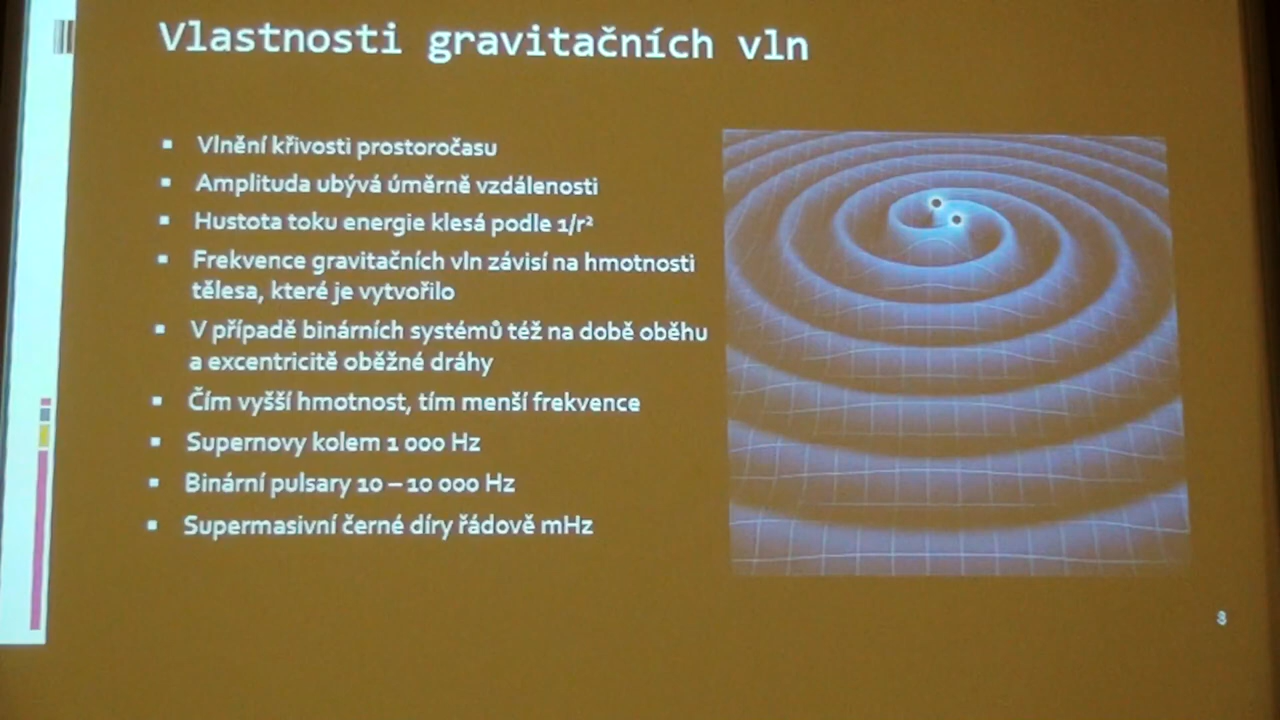 Vlastnosti gravitačních vln
▪ Vlnění křivosti prostoročasu
▪ Amplituda ubývá úměrně vzdálenosti
▪ Hustota toku energie klesá podle 1/r²
▪ Frekvence gravitačních vln závisí na hmotnosti
tělesa, které je vytvořilo
▪ V případě binárních systémů též na době oběhu
a excentricitě oběžné dráhy
▪ Čím vyšší hmotnost, tím menší frekvence
▪ Supernovy kolem 1 000 Hz
▪ Binární pulsary 10 – 10 000 Hz
▪ Supermasivní černé díry řádově mHz
8